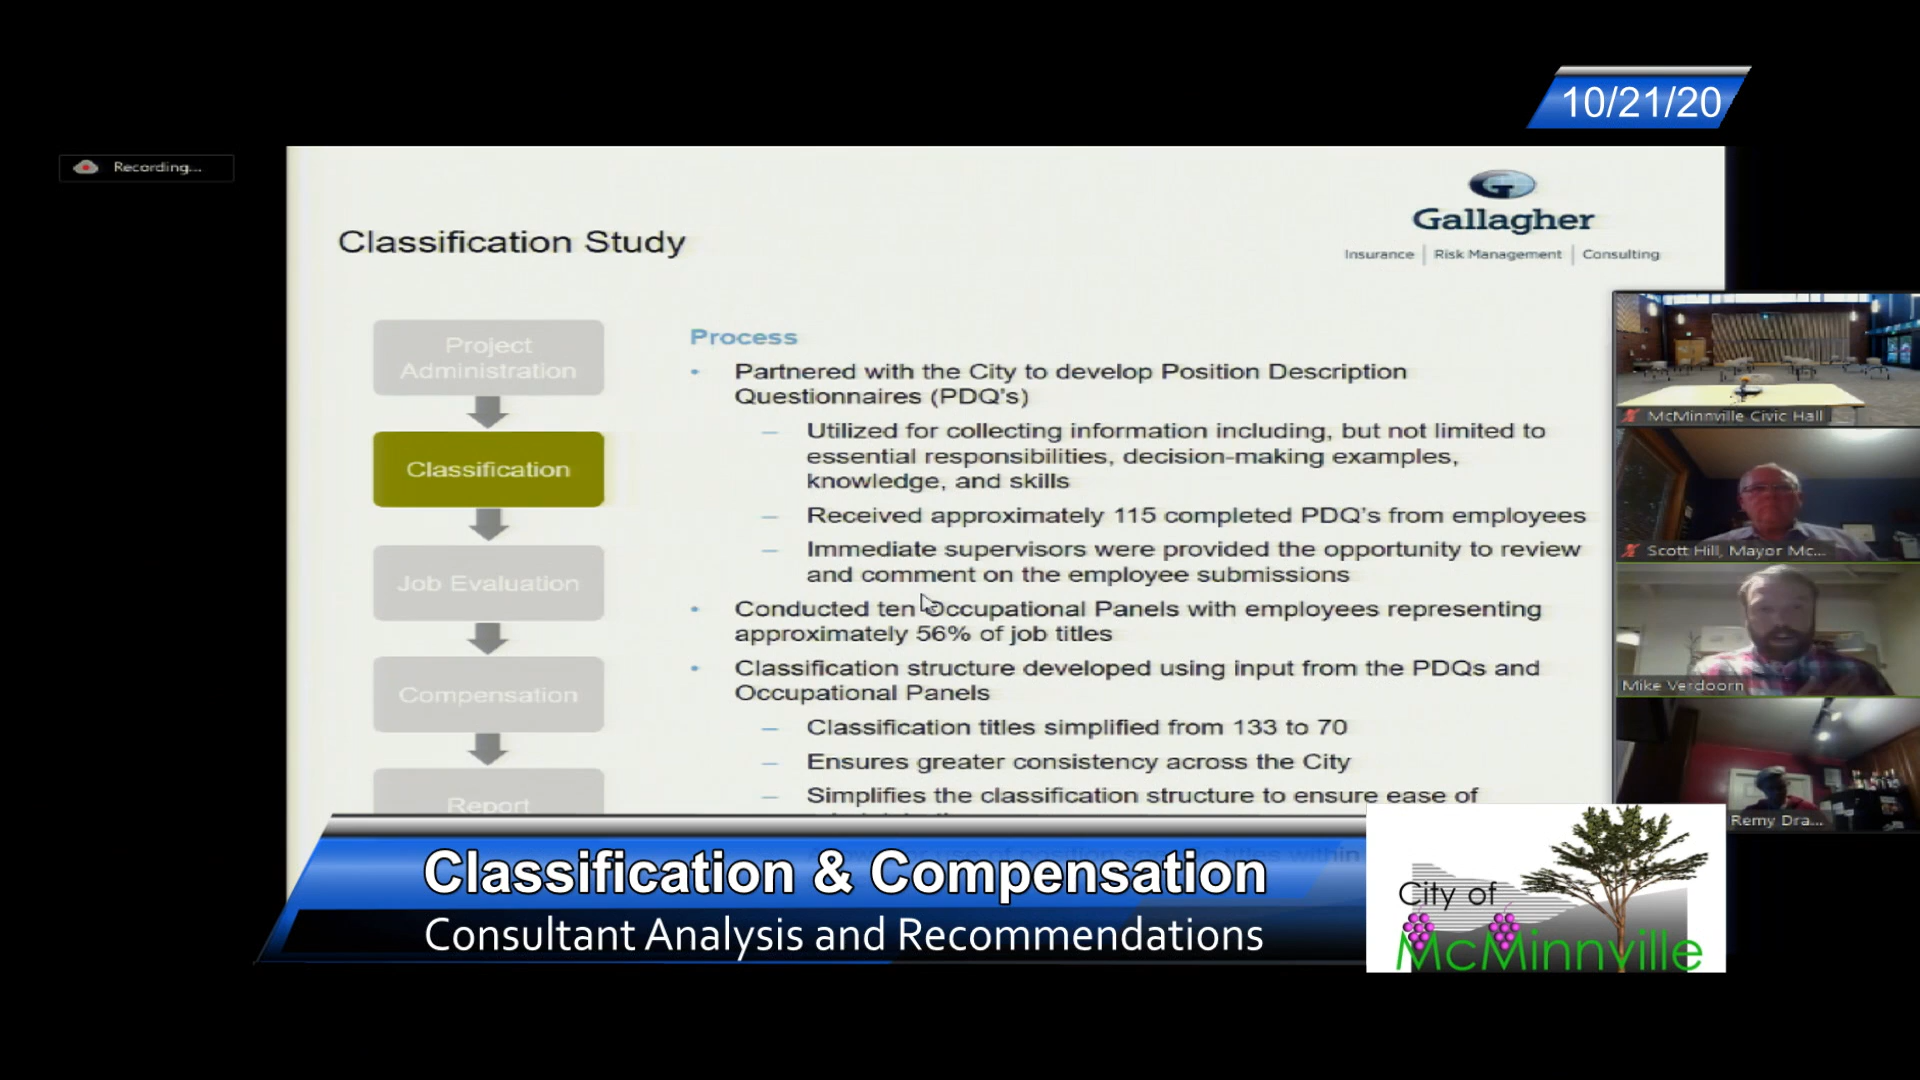 10/21/20
Recording...
Gallagher
Insurance | Risk Management | Consulting
Classification Study
Project
Administration
Classification
Job Evaluation
Compensation
Report
Process
• Partnered with the City to develop Position Description
Questionnaires (PDQ's)
– Utilized for collecting information including, but not limited to
essential responsibilities, decision-making examples,
knowledge, and skills
– Received approximately 115 completed PDQ's from employees
– Immediate supervisors were provided the opportunity to review
and comment on the employee submissions
• Conducted ten Occupational Panels with employees representing
approximately 56% of job titles
• Classification structure developed using input from the PDQs and
Occupational Panels
– Classification titles simplified from 133 to 70
– Ensures greater consistency across the City
– Simplifies the classification structure to ensure ease of
McMinnville Civic Hall
Scott Hill, Mayor Mc...
Mike Verdoorn
Remy Dra...
Classification & Compensation
Consultant Analysis and Recommendations
City of
McMinnville